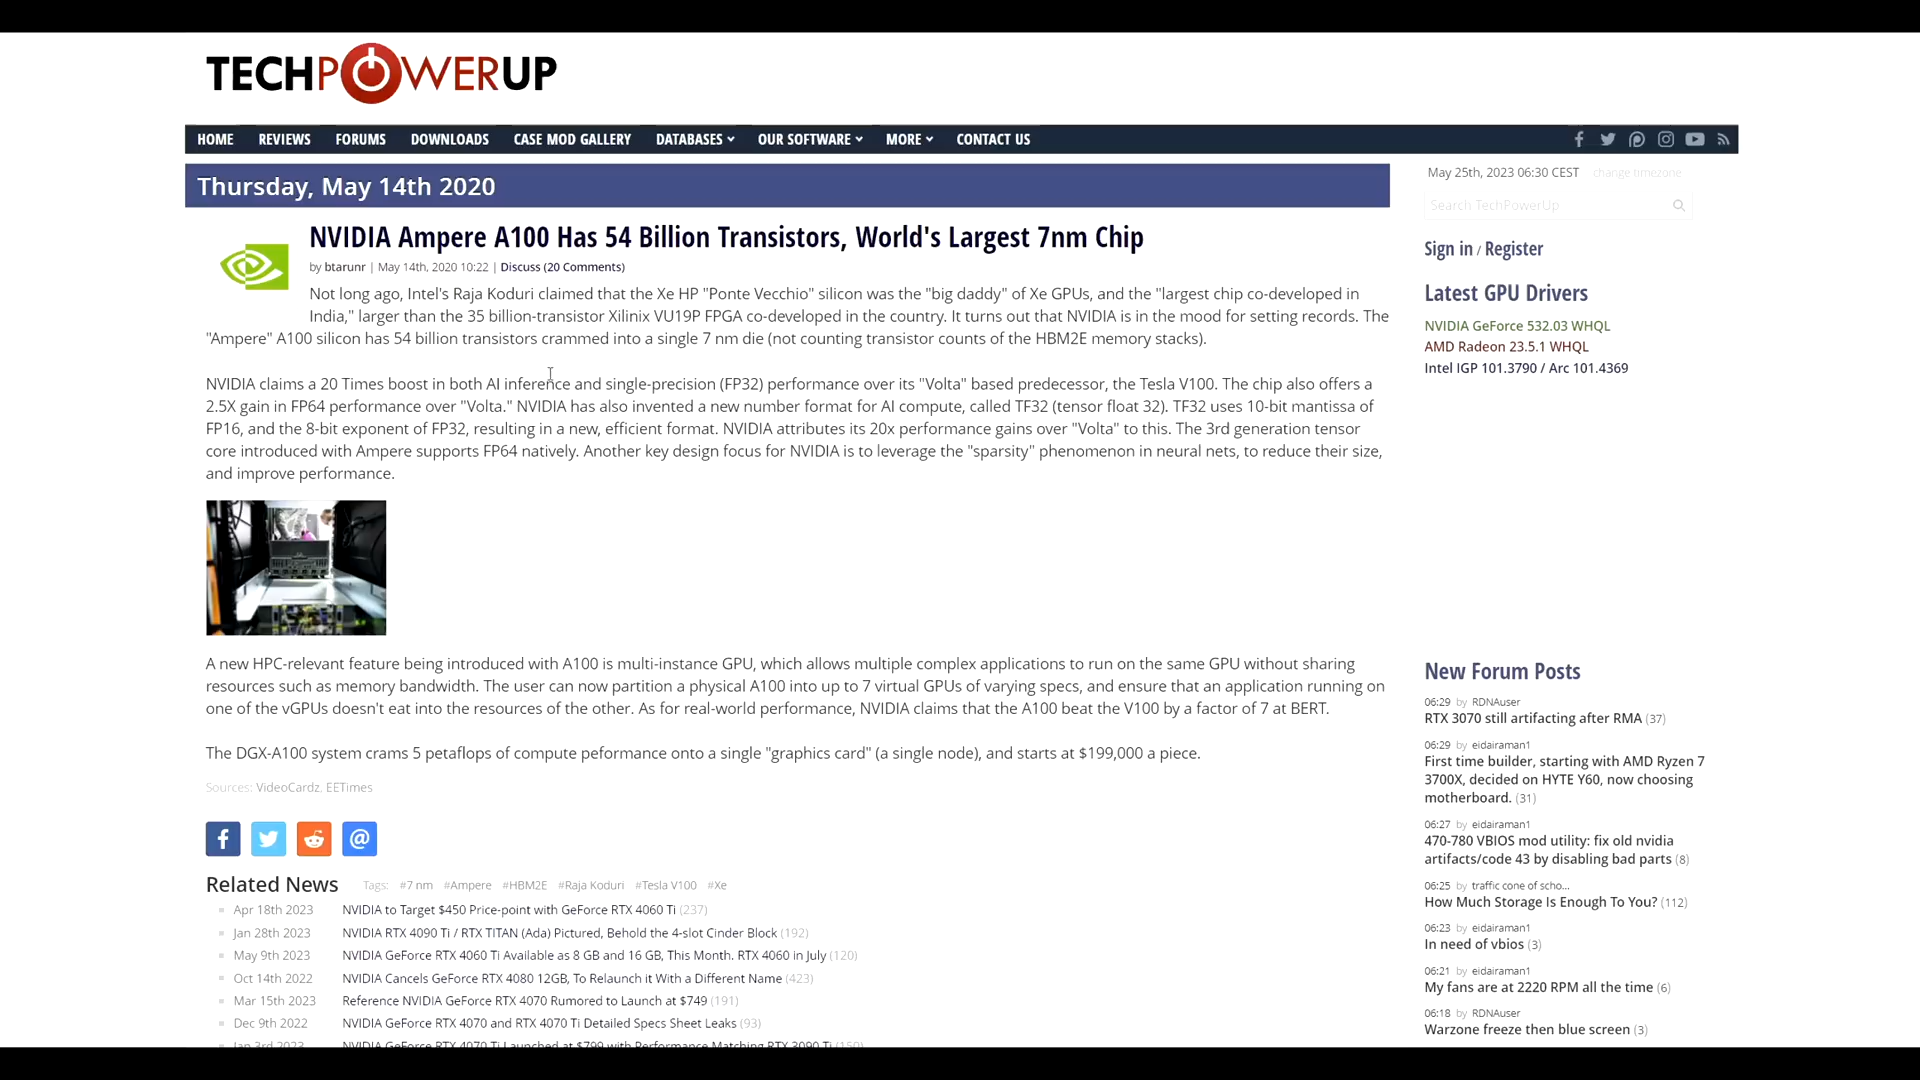 TECHPOWERUP
HOME REVIEWS FORUMS DOWNLOADS CASE MOD GALLERY DATABASES OUR SOFTWARE MORE CONTACT US
Thursday, May 14th 2020
NVIDIA Ampere A100 Has 54 Billion Transistors, World's Largest 7nm Chip
by btarunr | May 14th, 2020 10:22 | Discuss (20 Comments)
Not long ago, Intel's Raja Koduri claimed that the Xe HP "Ponte Vecchio" silicon was the "big daddy" of Xe GPUs, and the "largest chip co-developed in
India," larger than the 35 billion-transistor Xilinix VU19P FPGA co-developed in the country. It turns out that NVIDIA is in the mood for setting records. The
"Ampere" A100 silicon has 54 billion transistors crammed into a single 7 nm die (not counting transistor counts of the HBM2E memory stacks).
NVIDIA claims a 20 Times boost in both AI inference and single-precision (FP32) performance over its "Volta" based predecessor, the Tesla V100. The chip also offers a
2.5X gain in FP64 performance over "Volta." NVIDIA has also invented a new number format for AI compute, called TF32 (tensor float 32). TF32 uses 10-bit mantissa of
FP16, and the 8-bit exponent of FP32, resulting in a new, efficient format. NVIDIA attributes its 20x performance gains over "Volta" to this. The 3rd generation tensor
core introduced with Ampere supports FP64 natively. Another key design focus for NVIDIA is to leverage the "sparsity" phenomenon in neural nets, to reduce their size,
and improve performance.
A new HPC-relevant feature being introduced with A100 is multi-instance GPU, which allows multiple complex applications to run on the same GPU without sharing
resources such as memory bandwidth. The user can now partition a physical A100 into up to 7 virtual GPUs of varying specs, and ensure that an application running on
one of the vGPUs doesn't eat into the resources of the other. As for real-world performance, NVIDIA claims that the A100 beat the V100 by a factor of 7 at BERT.
The DGX-A100 system crams 5 petaflops of compute peformance onto a single "graphics card" (a single node), and starts at $199,000 a piece.
Sources: VideoCardz, EETimes
Related News Tags: #7 nm #Ampere #HBM2E #Raja Koduri #Tesla V100 #Xe
Apr 18th 2023 NVIDIA to Target $450 Price-point with GeForce RTX 4060 Ti (237)
Jan 28th 2023 NVIDIA RTX 4090 Ti / RTX TITAN (Ada) Pictured, Behold the 4-slot Cinder Block (192)
May 9th 2023 NVIDIA GeForce RTX 4060 Ti Available as 8 GB and 16 GB, This Month. RTX 4060 in July (120)
Oct 14th 2022 NVIDIA Cancels GeForce RTX 4080 12GB, To Relaunch it With a Different Name (423)
Mar 15th 2023 Reference NVIDIA GeForce RTX 4070 Rumored to Launch at $749 (191)
Dec 9th 2022 NVIDIA GeForce RTX 4070 and RTX 4070 Ti Detailed Specs Sheet Leaks (93)
Jan 3rd 2023 NVIDIA GeForce RTX 4070 Ti Launched at $799 with Performance Matching RTX 3090 Ti (150)
May 25th, 2023 06:30 CEST change timezone
Search TechPowerUp
Sign in / Register
Latest GPU Drivers
NVIDIA GeForce 532.03 WHQL
AMD Radeon 23.5.1 WHQL
Intel IGP 101.3790 / Arc 101.4369
New Forum Posts
06:29 by RDNAuser
RTX 3070 still artifacting after RMA (37)
06:29 by eidairaman1
First time builder, starting with AMD Ryzen 7
3700X, decided on HYTE Y60, now choosing
motherboard. (31)
06:27 by eidairaman1
470-780 VBIOS mod utility: fix old nvidia
artifacts/code 43 by disabling bad parts (8)
06:25 by traffic cone of scho...
How Much Storage Is Enough To You? (112)
06:23 by eidairaman1
In need of vbios (3)
06:21 by eidairaman1
My fans are at 2220 RPM all the time (6)
06:18 by RDNAuser
Warzone freeze then blue screen (3)